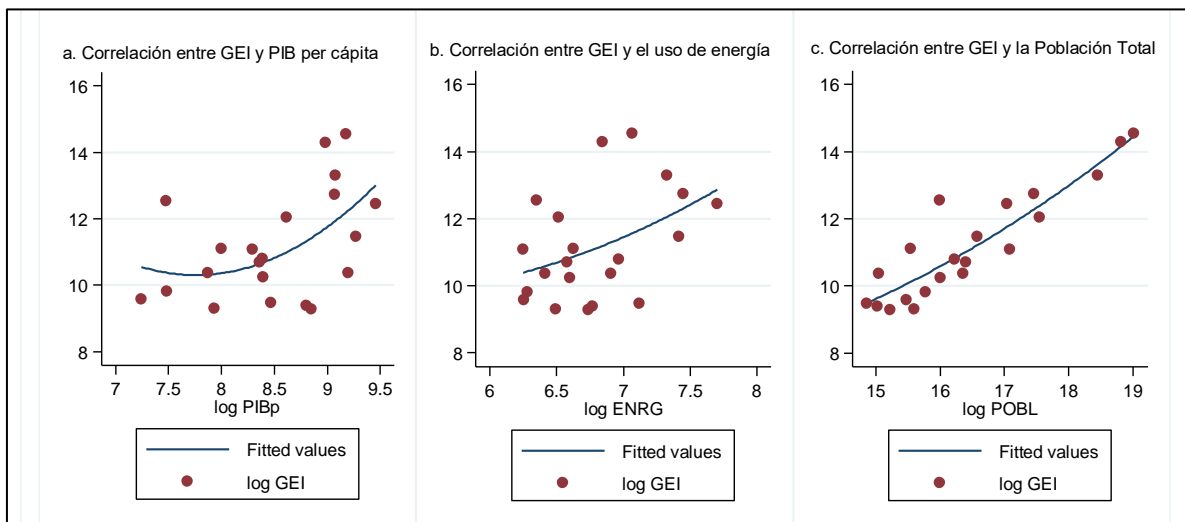 a. Correlación entre GEI y PIB per cápita
16
14
12
10
8
7 7.5 8 8.5 9 9.5
log PIBp
Fitted values
log GEI
b. Correlación entre GEI y el uso de energía
16
14
12
10
8
6 6.5 7 7.5 8
log ENRG
Fitted values
log GEI
c. Correlación entre GEI y la Población Total
16
14
12
10
8
15 16 17 18 19
log POBL
Fitted values
log GEI